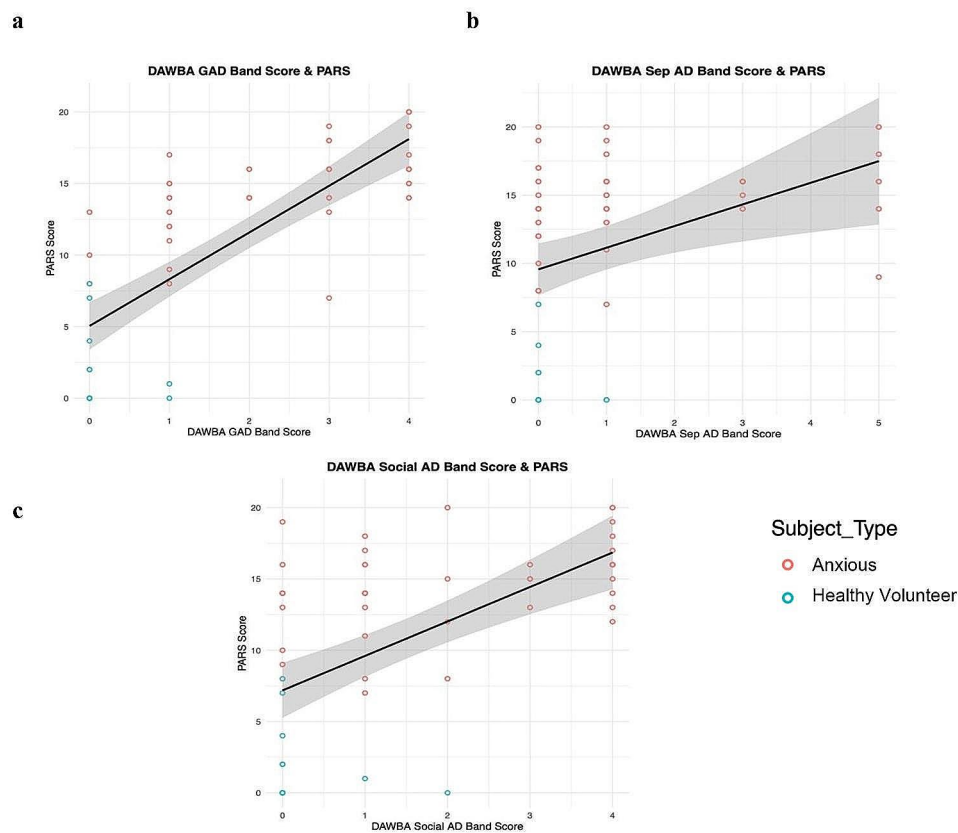 a
DAWBA GAD Band Score & PARS
20
15
10
5
0
PARS Score
0 1 2 3 4
DAWBA GAD Band Score
b
DAWBA Sep AD Band Score & PARS
20
15
10
5
0
PARS Score
0 1 2 3 4 5
DAWBA Sep AD Band Score
c
DAWBA Social AD Band Score & PARS
20
15
10
5
0
PARS Score
0 1 2 3 4
DAWBA Social AD Band Score
Subject_Type
Anxious
Healthy Volunteer